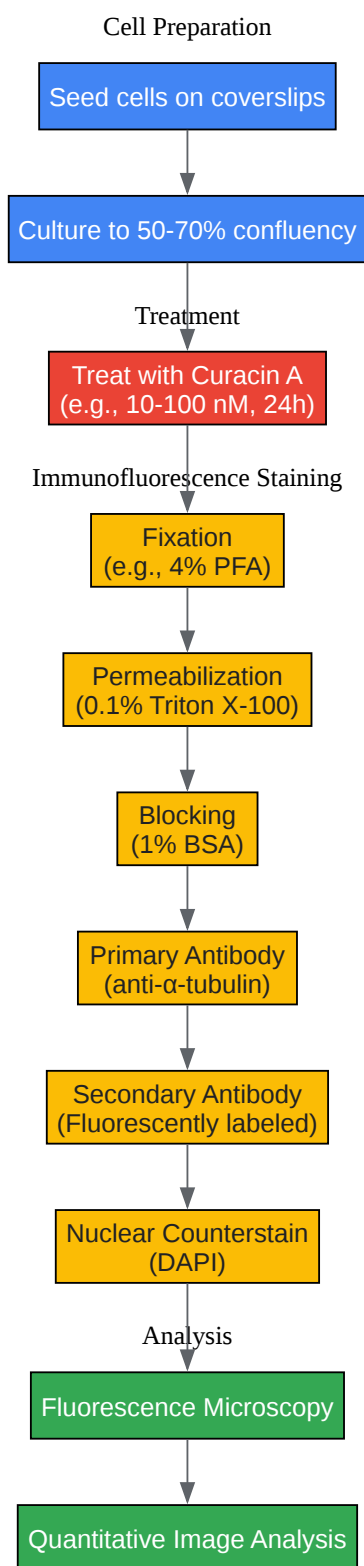 Cell Preparation
Seed cells on coverslips
Culture to 50-70% confluency
Treatment
Treat with Curacin A
(e.g., 10-100 nM, 24h)
Immunofluorescence Staining
Fixation
(e.g., 4% PFA)
Permeabilization
(0.1% Triton X-100)
Blocking
(1% BSA)
Primary Antibody
(anti-α-tubulin)
Secondary Antibody
(Fluorescently labeled)
Nuclear Counterstain
(DAPI)
Analysis
Fluorescence Microscopy
Quantitative Image Analysis